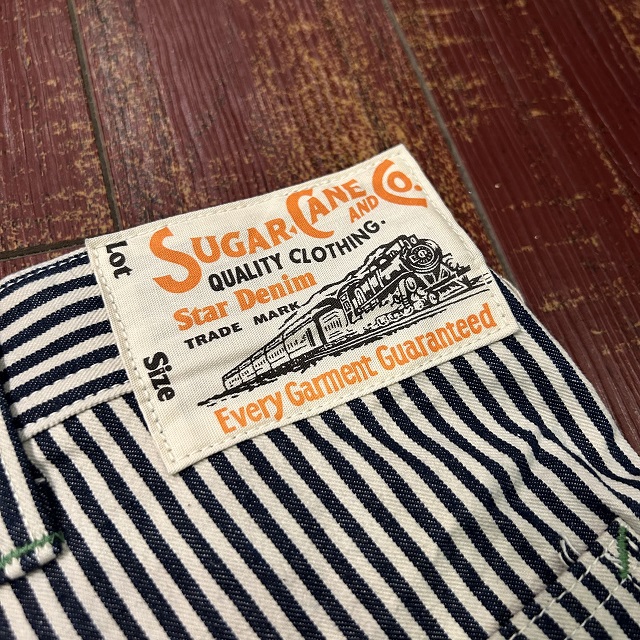 Lot
SUGAR CANE AND CO.
QUALITY CLOTHING.
Star Denim
TRADE MARK
Size
Every Garment Guaranteed